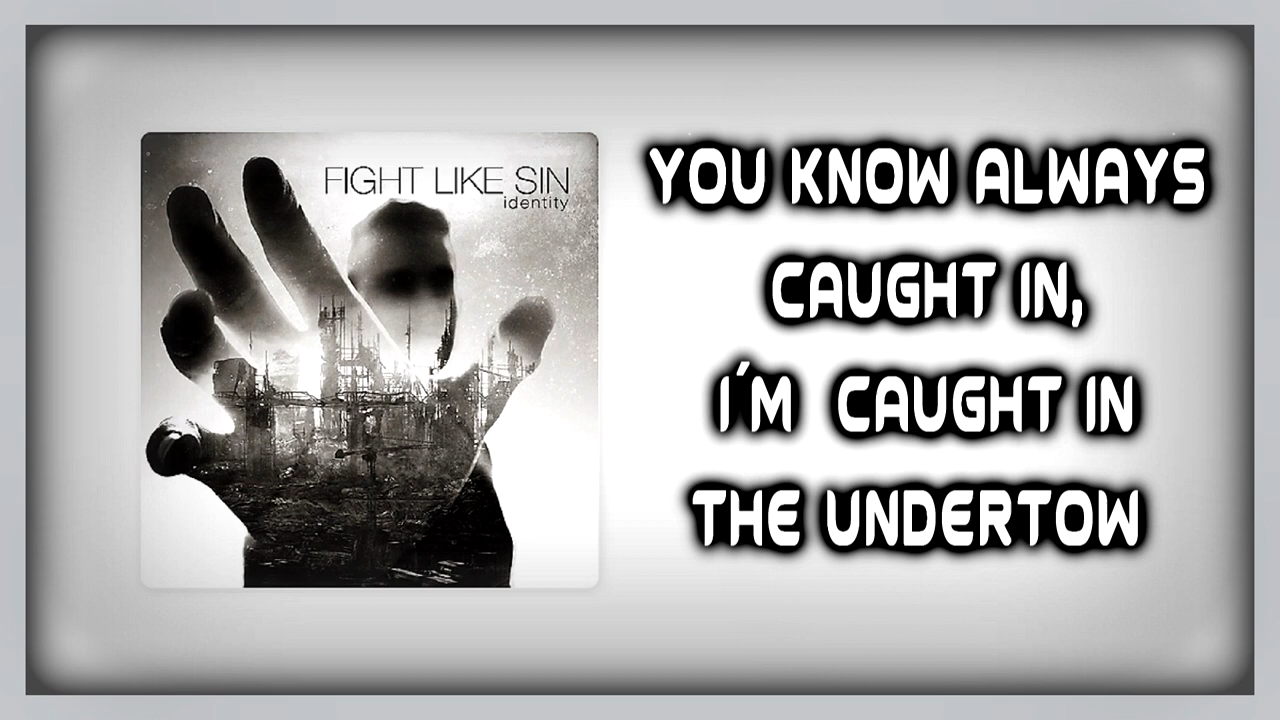 FIGHT LIKE SIN
identity
YOU KNOW ALWAYS
CAUGHT IN,
I´M CAUGHT IN
THE UNDERTOW